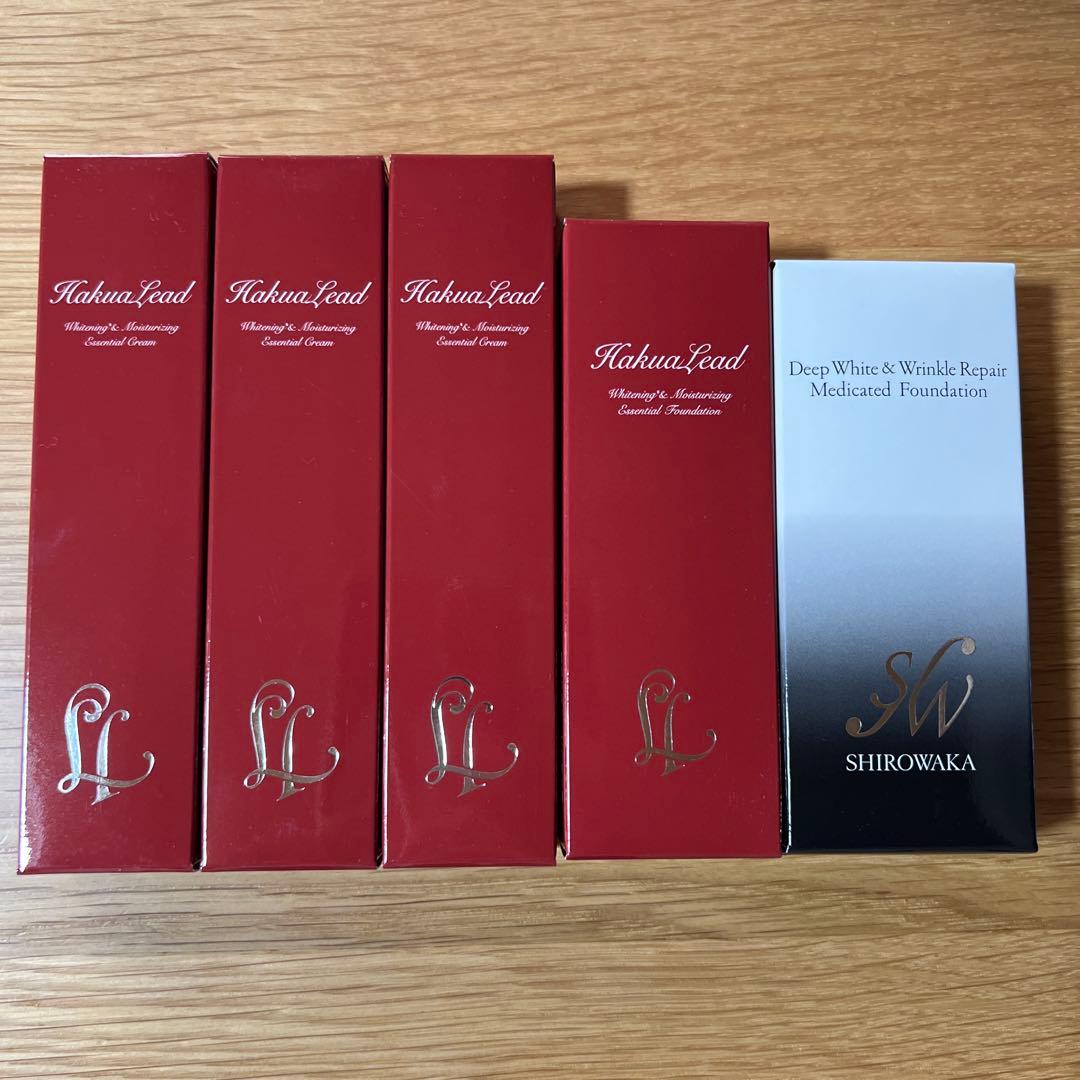 HakuaLead
Whitening*& Moisturizing
Essential Cream
HakuaLead
Whitening*& Moisturizing
Essential Cream
HakuaLead
Whitening*& Moisturizing
Essential Cream
HakuaLead
Whitening*& Moisturizing
Essential Foundation
Deep White & Wrinkle Repair
Medicated Foundation
SW
SHIROWAKA